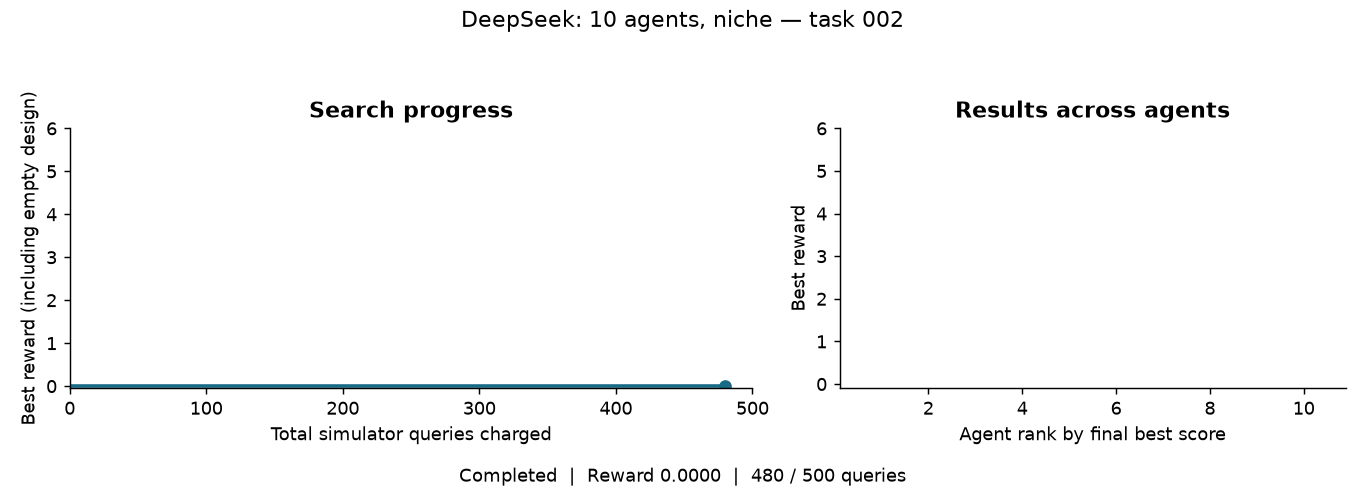 DeepSeek: 10 agents, niche — task 002
Search progress
Best reward (including empty design)
6
5
4
3
2
1
0
0 100 200 300 400 500
Total simulator queries charged
Results across agents
Best reward
6
5
4
3
2
1
0
2 4 6 8 10
Agent rank by final best score
Completed | Reward 0.0000 | 480 / 500 queries